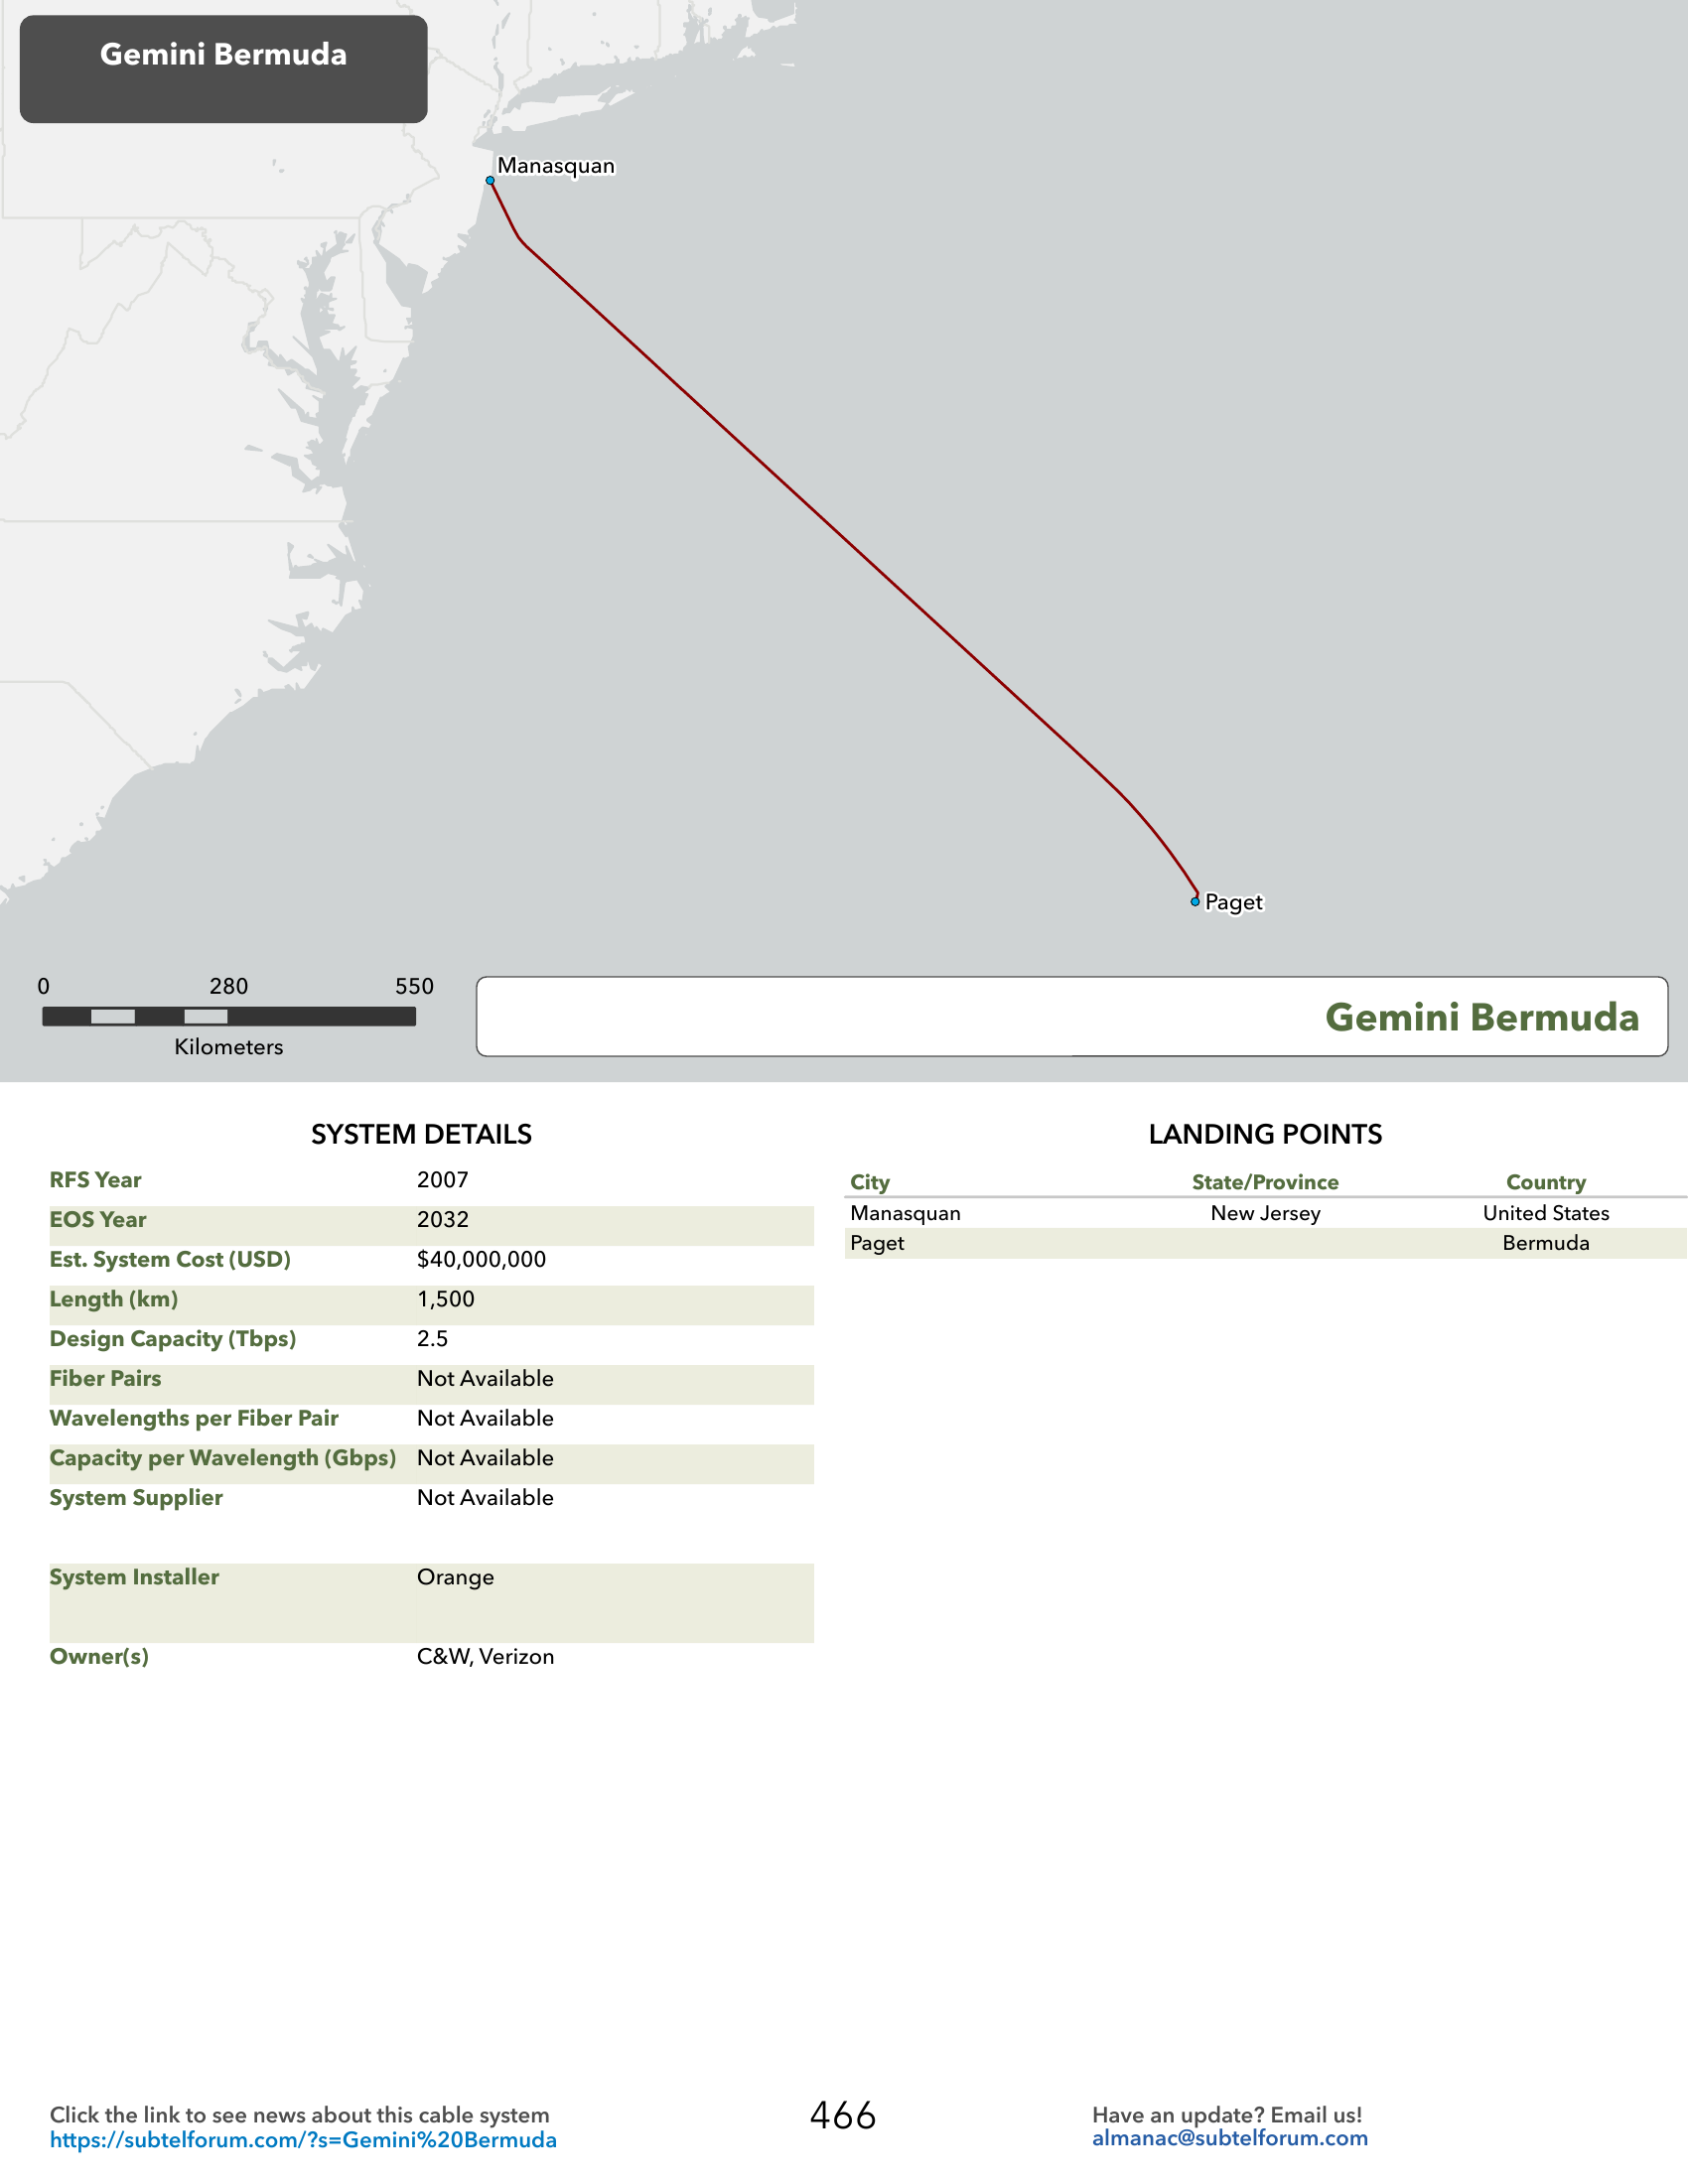 Gemini Bermuda
Manasquan
Paget
0 280 550
Kilometers
Gemini Bermuda
SYSTEM DETAILS
RFS Year 2007
EOS Year 2032
Est. System Cost (USD) $40,000,000
Length (km) 1,500
Design Capacity (Tbps) 2.5
Fiber Pairs Not Available
Wavelengths per Fiber Pair Not Available
Capacity per Wavelength (Gbps) Not Available
System Supplier Not Available
System Installer Orange
Owner(s) C&W, Verizon
LANDING POINTS
City State/Province Country
Manasquan New Jersey United States
Paget Bermuda
Click the link to see news about this cable system
https://subtelforum.com/?s=Gemini%20Bermuda
466
Have an update? Email us!
almanac@subtelforum.com